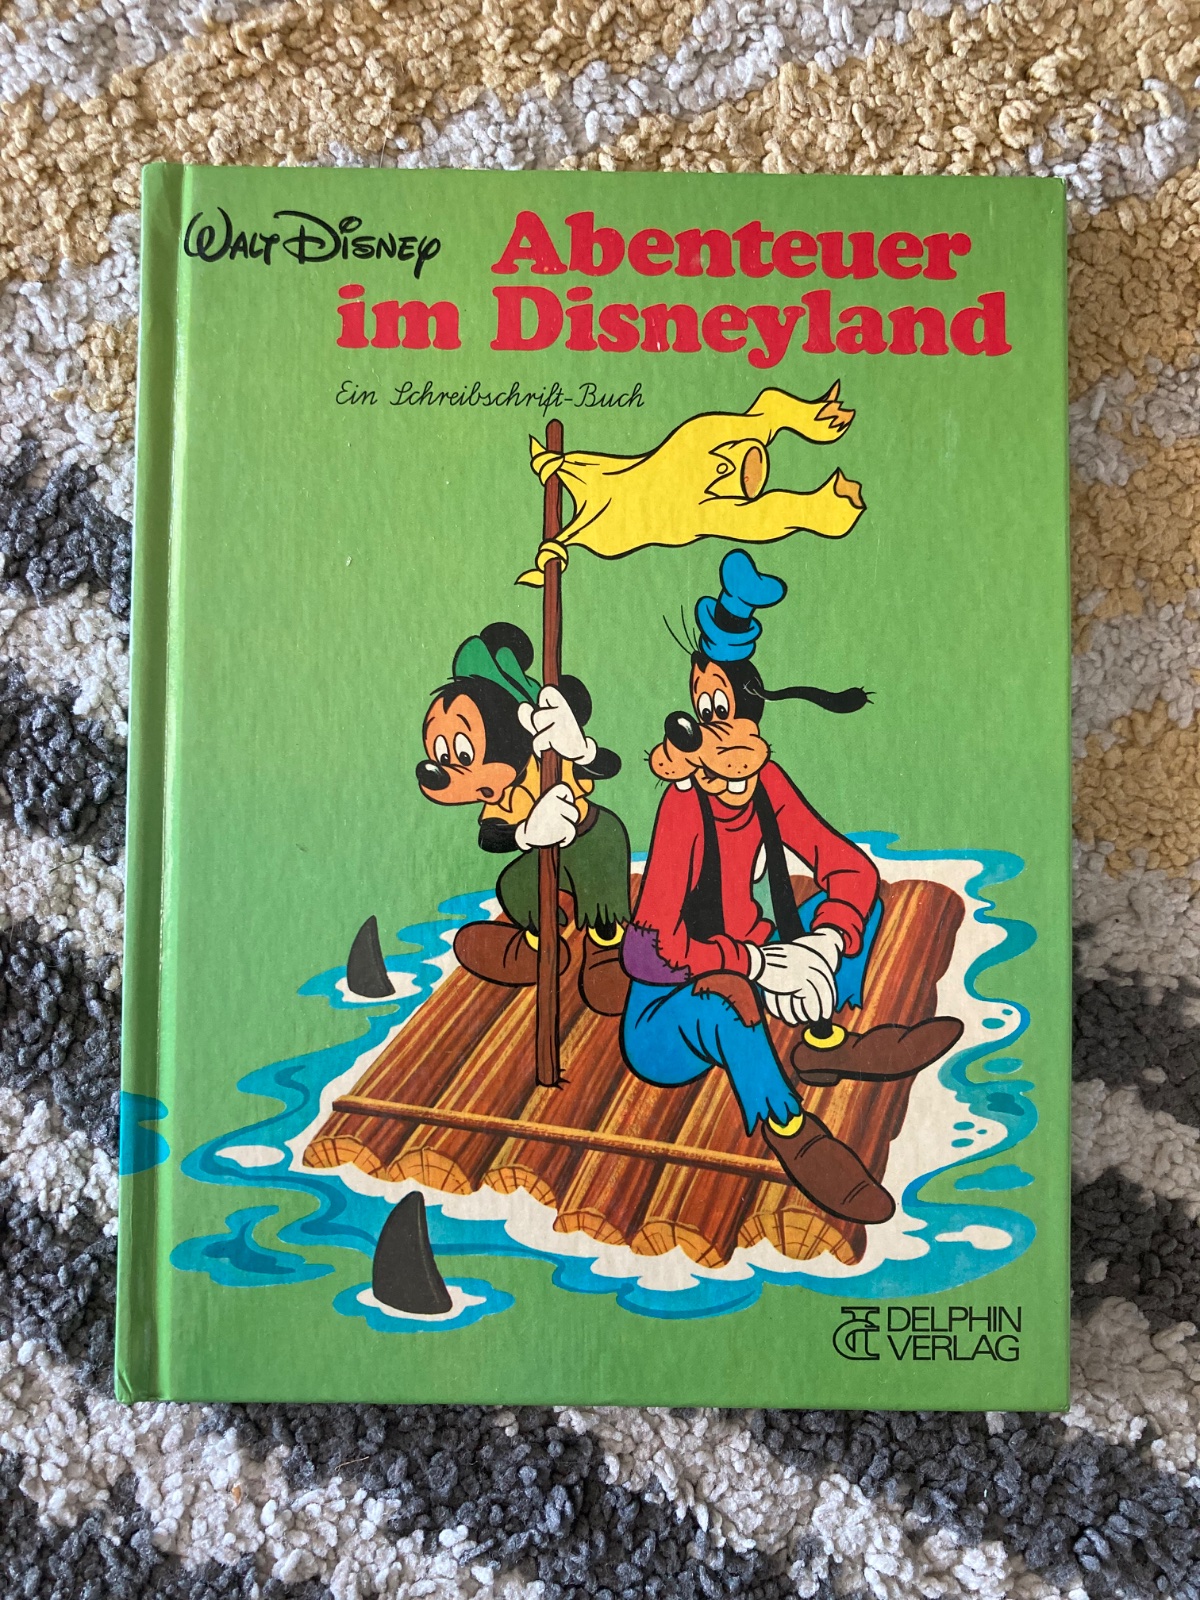 Walt Disney Abenteuer
im Disneyland
Ein Schreibschrift-Buch
DELPHIN
VERLAG